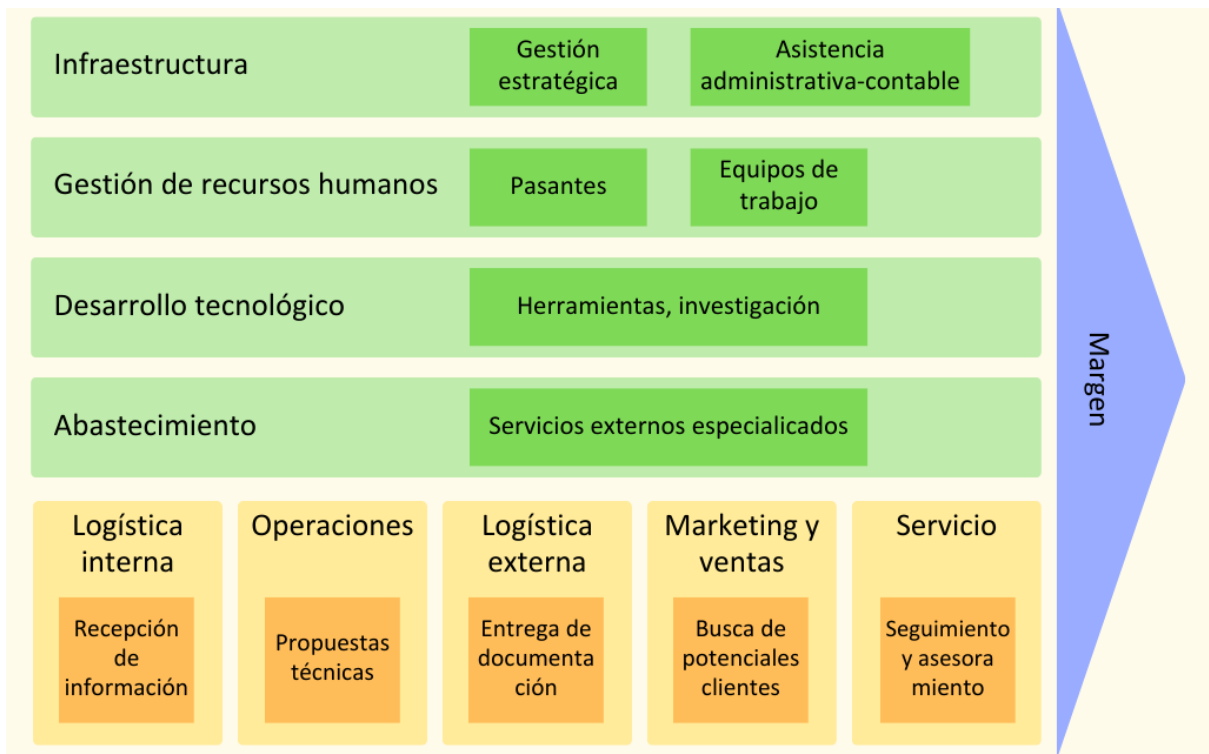 Infraestructura
Gestión
estratégica
Asistencia
administrativa-contable
Gestión de recursos humanos
Pasantes
Equipos de
trabajo
Desarrollo tecnológico
Herramientas, investigación
Abastecimiento
Servicios externos especialicados
Margen
Logística
interna
Recepción
de
información
Operaciones
Propuestas
técnicas
Logística
externa
Entrega de
documenta
ción
Marketing y
ventas
Busca de
potenciales
clientes
Servicio
Seguimiento
y asesora
miento